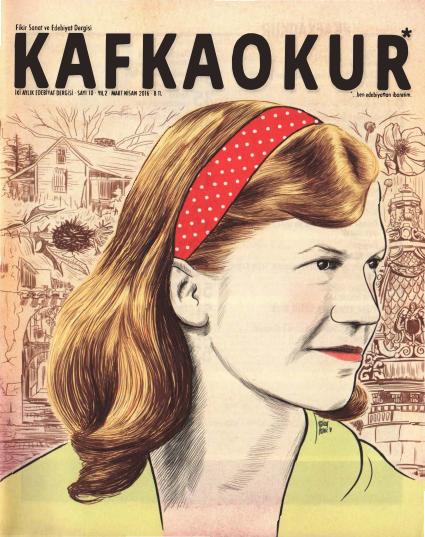 Fikir Sanat ve Edebiyat Dergisi
KAFKAOKUR*
İKİ AYLIK EDEBİYAT DERGİSİ · SAYI 10 · YIL 2 · MART NİSAN 2016 · 8 TL
*...ben edebiyattan ibaretim.